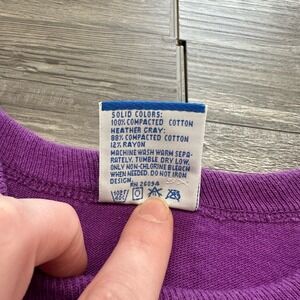 SOLID COLORS:
100% COMPACTED COTTON
HEATHER GRAY:
88% COMPACTED COTTON
12% RAYON
MACHINE WASH WARM SEPA-
RATELY, TUMBLE DRY LOW.
ONLY NON-CHLORINE BLEACH
WHEN NEEDED. DO NOT IRON
DESIGN.
RN 26094